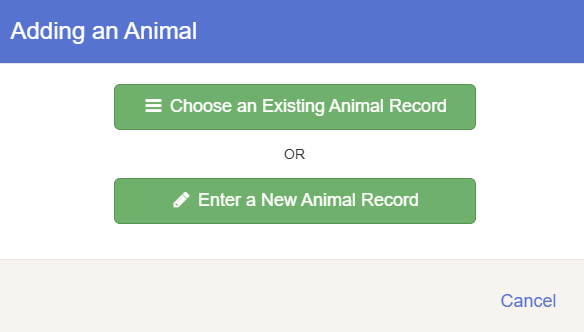 Adding an Animal
Choose an Existing Animal Record
OR
Enter a New Animal Record
Cancel